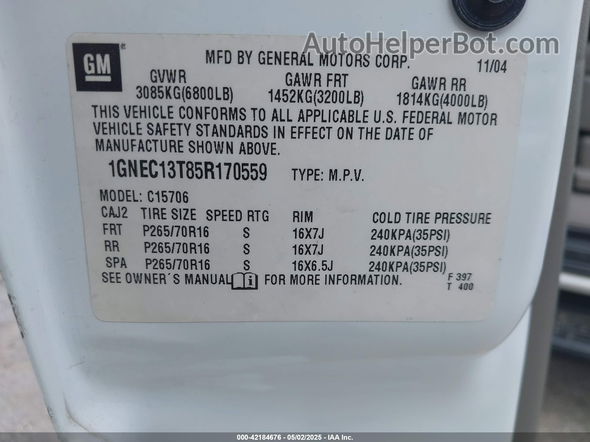 AutoHelperBot.com
GM
MFD BY GENERAL MOTORS CORP. 11/04
GVWR GAWR FRT GAWR RR
3085KG(6800LB) 1452KG(3200LB) 1814KG(4000LB)
THIS VEHICLE CONFORMS TO ALL APPLICABLE U.S. FEDERAL MOTOR
VEHICLE SAFETY STANDARDS IN EFFECT ON THE DATE OF
MANUFACTURE SHOWN ABOVE.
1GNEC13T85R170559 TYPE: M.P.V.
MODEL: C15706
CAJ2 TIRE SIZE SPEED RTG RIM COLD TIRE PRESSURE
FRT P265/70R16 S 16X7J 240KPA(35PSI)
RR P265/70R16 S 16X7J 240KPA(35PSI)
SPA P265/70R16 S 16X6.5J 240KPA(35PSI)
SEE OWNER´S MANUAL i FOR MORE INFORMATION. F 397
T 400
#000-42184676 - 05/02/2025 - IAA Inc.